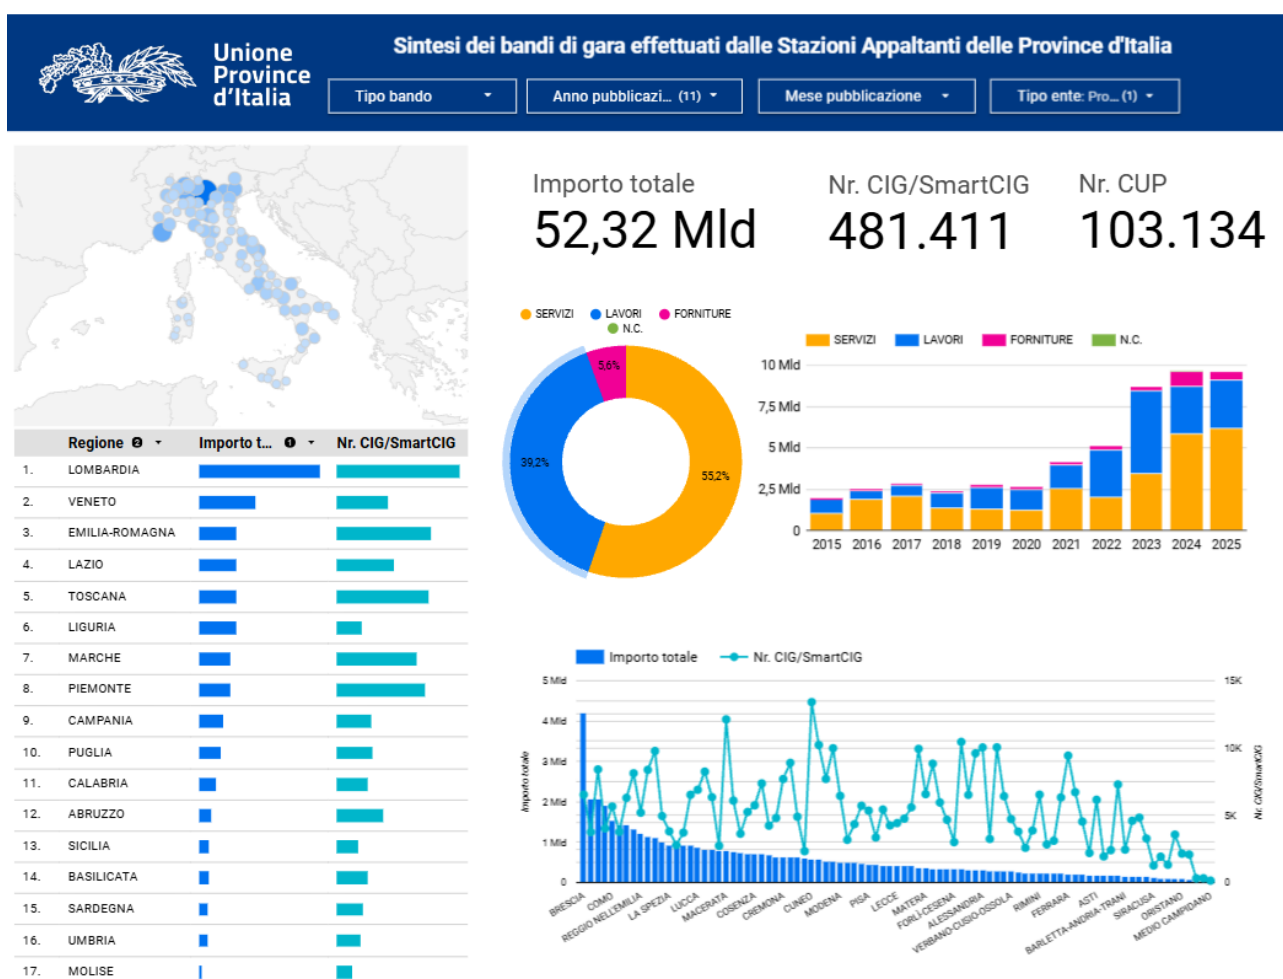 Unione
Province
d'Italia
Sintesi dei bandi di gara effettuati dalle Stazioni Appaltanti delle Province d'Italia
Tipo bando
Anno pubblicazi... (11)
Mese pubblicazione
Tipo ente: Pro... (1)
Importo totale
52,32 Mld
Nr. CIG/SmartCIG
481.411
Nr. CUP
103.134
Regione 2 Importo t... 1 Nr. CIG/SmartCIG
1. LOMBARDIA
2. VENETO
3. EMILIA-ROMAGNA
4. LAZIO
5. TOSCANA
6. LIGURIA
7. MARCHE
8. PIEMONTE
9. CAMPANIA
10. PUGLIA
11. CALABRIA
12. ABRUZZO
13. SICILIA
14. BASILICATA
15. SARDEGNA
16. UMBRIA
17. MOLISE
SERVIZI LAVORI FORNITURE
N.C.
5,6%
39,2%
55,2%
SERVIZI LAVORI FORNITURE N.C.
10 Mld
7,5 Mld
5 Mld
2,5 Mld
0
2015 2016 2017 2018 2019 2020 2021 2022 2023 2024 2025
Importo totale Nr. CIG/SmartCIG
5 Mld
4 Mld
3 Mld
2 Mld
1 Mld
0
Importo totale
15K
10K
5K
0
Nr. CIG/SmartCIG
BRESCIA
COMO
REGGIO NELL'EMILIA
LA SPEZIA
LUCCA
MACERATA
COSENZA
CREMONA
CUNEO
MODENA
PISA
LECCE
MATERA
FORLÌ-CESENA
ALESSANDRIA
VERBANO-CUSIO-OSSOLA
RIMINI
FERRARA
ASTI
BARLETTA-ANDRIA-TRANI
SIRACUSA
ORISTANO
MEDIO CAMPIDANO